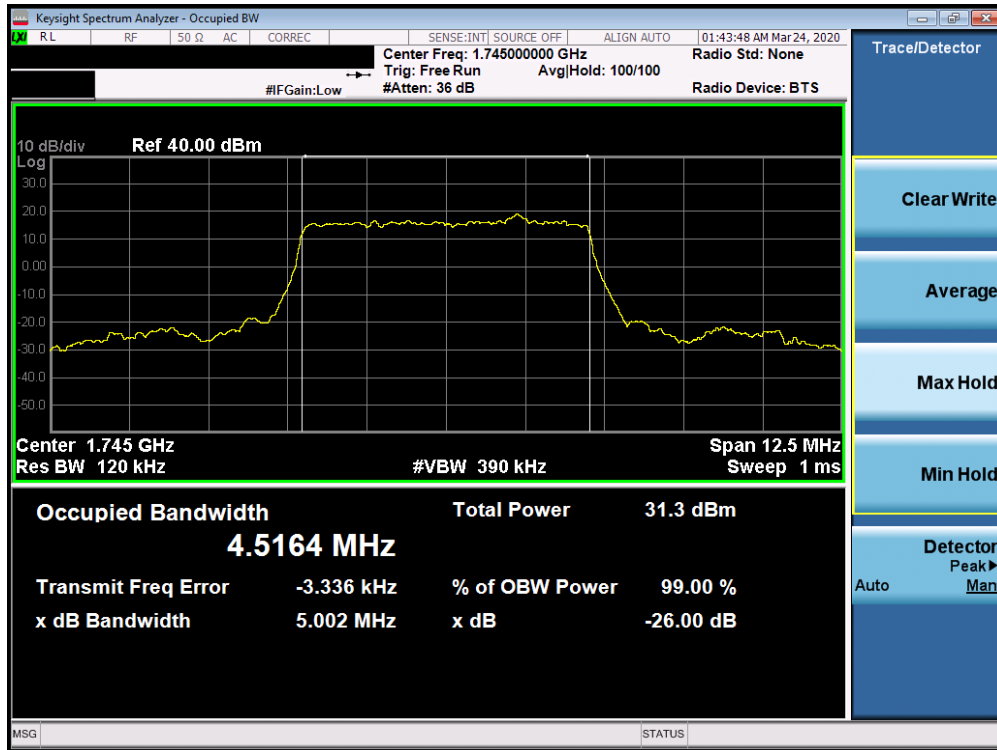 Keysight Spectrum Analyzer - Occupied BW
LXI RL RF 50 Ω AC CORREC SENSE:INT SOURCE OFF ALIGN AUTO 01:43:48 AM Mar 24, 2020
Center Freq: 1.745000000 GHz Radio Std: None
Trig: Free Run Avg|Hold: 100/100
#IFGain:Low #Atten: 36 dB Radio Device: BTS
10 dB/div Ref 40.00 dBm
Log
30.0
20.0
10.0
0.00
-10.0
-20.0
-30.0
-40.0
-50.0
Center 1.745 GHz Span 12.5 MHz
Res BW 120 kHz #VBW 390 kHz Sweep 1 ms
Occupied Bandwidth Total Power 31.3 dBm
4.5164 MHz
Transmit Freq Error -3.336 kHz % of OBW Power 99.00 %
x dB Bandwidth 5.002 MHz x dB -26.00 dB
MSG STATUS
Trace/Detector
Clear Write
Average
Max Hold
Min Hold
Detector
Peak▶
Auto Man